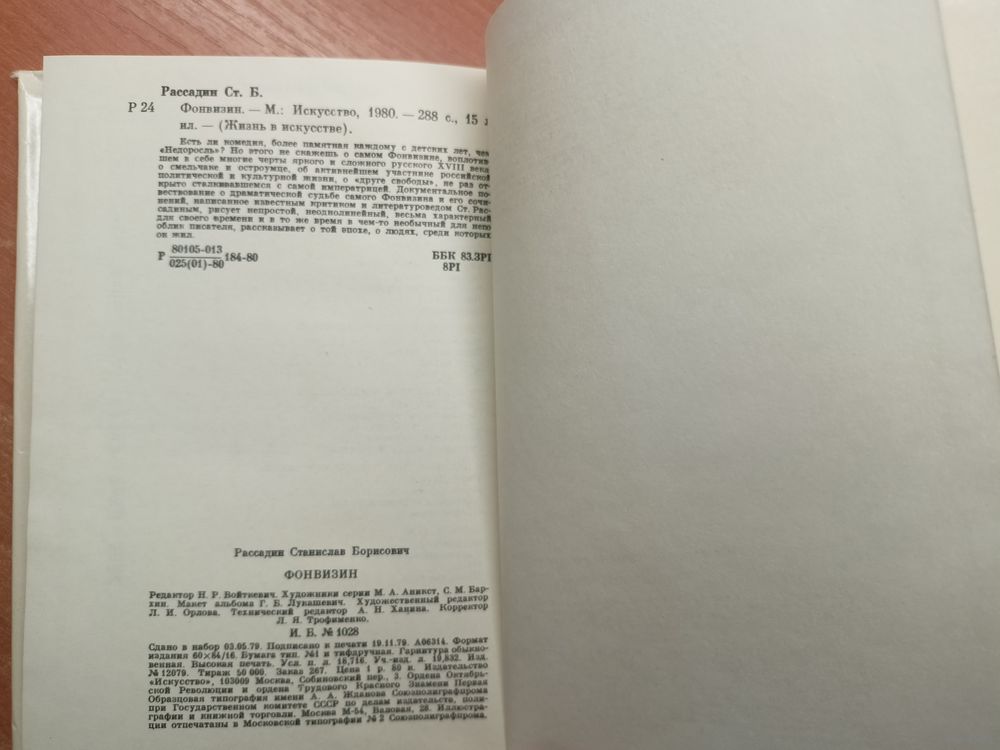 Рассадин Ст. Б.
Р 24 Фонвизин. — М.: Искусство, 1980. — 288 с., 15 л
ил. — (Жизнь в искусстве).
Есть ли комедия, более памятная каждому с детских лет, чем
«Недоросль»? Но этого не скажешь о самом Фонвизине, воплотив-
шем в себе многие черты яркого и сложного русского XVIII века
о смельчаке и остроумце, об активнейшем участнике российской
политической и культурной жизни, о «друге свободы», не раз от-
крыто сталкивавшемся с самой императрицей. Документальное по-
вествование о драматической судьбе самого Фонвизина и его сочи-
нений, написанное известным критиком и литературоведом Ст. Рас-
садиным, рисует непростой, неоднолинейный, весьма характерный
для своего времени и в то же время в чем-то необычный для него
облик писателя, рассказывает о той эпохе, о людях, среди которых
он жил.
Р 80105-013 184-80 ББК 83.3Р1
025(01)-80 8Р1
Рассадин Станислав Борисович
ФОНВИЗИН
Редактор Н. Р. Войткевич. Художники серии М. А. Аникст, С. М. Бар-
хин. Макет альбома Г. Б. Лукашевич. Художественный редактор
Л. И. Орлова. Технический редактор А. Н. Ханина. Корректор
Л. Я. Трофименко.
И. Б. № 1028
Сдано в набор 03.05.79. Подписано к печати 19.11.79. А06314. Формат
издания 60×84/16. Бумага тип. №1 и тифдручная. Гарнитура обыкно-
венная. Высокая печать. Усл. п. л. 18,716. Уч.-изд. л. 19,832. Изд.
№ 12079. Тираж 50 000. Заказ 267. Цена 1 р. 80 к. Издательство
«Искусство», 103009 Москва, Собиновский пер., 3. Ордена Октябрь-
ской Революции и ордена Трудового Красного Знамени Первая
Образцовая типография имени А. А. Жданова Союзполиграфпрома
при Государственном комитете СССР по делам издательств, поли-
графии и книжной торговли. Москва М-54, Валовая, 28. Иллюстра-
ции отпечатаны в Московской типографии № 2 Союзполиграфпрома.